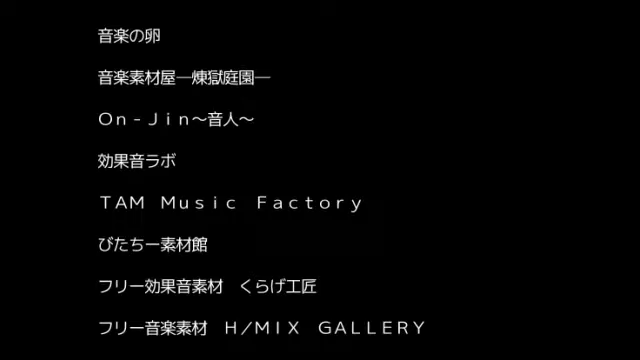 音楽の卵
音楽素材屋―煉獄庭園―
Ｏｎ－Ｊｉｎ～音人～
効果音ラボ
ＴＡＭ　Ｍｕｓｉｃ　Ｆａｃｔｏｒｙ
びたちー素材館
フリー効果音素材　くらげ工匠
フリー音楽素材　Ｈ／ＭＩＸ　ＧＡＬＬＥＲＹ